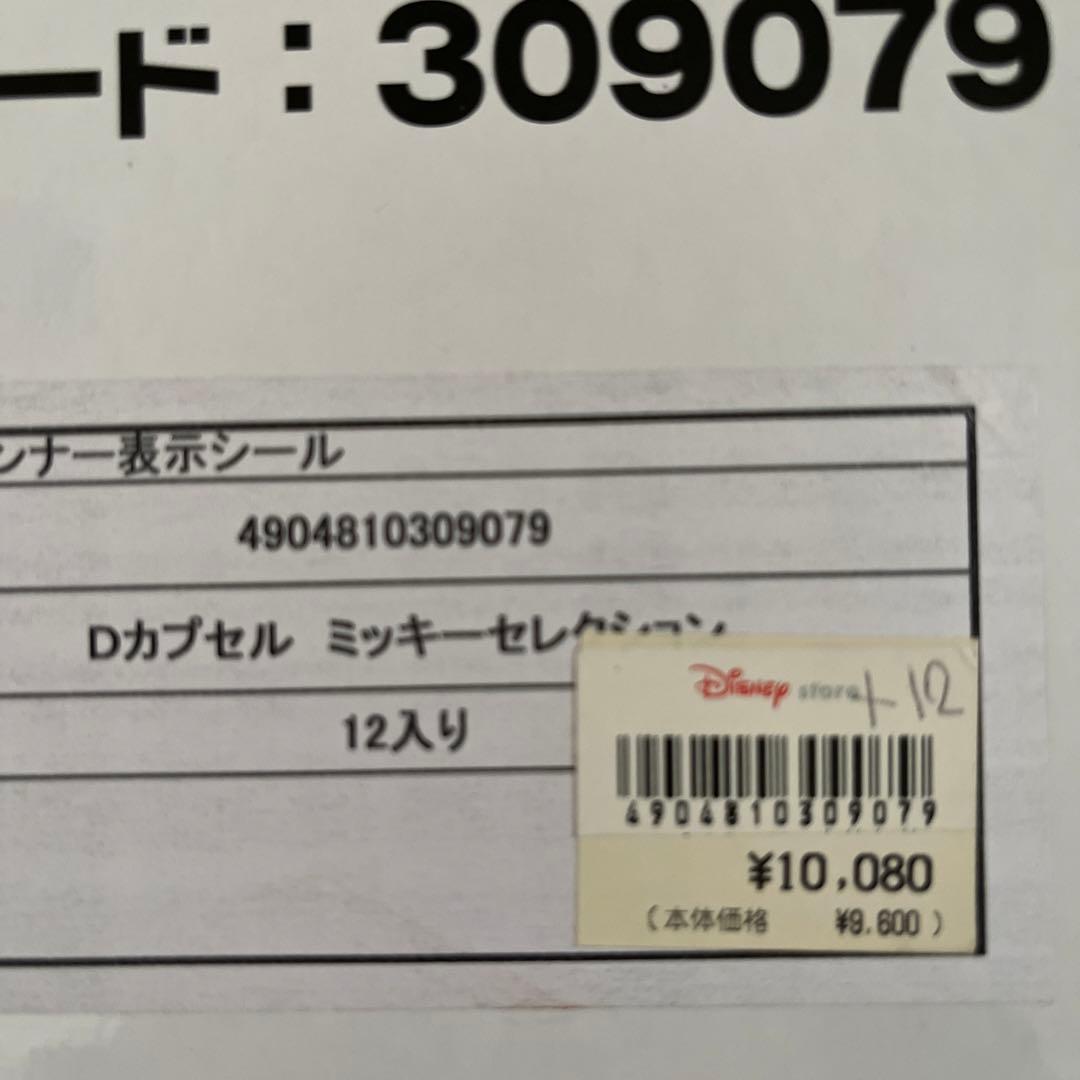 ード：309079
ンナー表示シール
4904810309079
Dカプセル ミッキーセレクション
12入り
Disney store
+12
4904810309079
¥10,080
(本体価格 ¥9.600)